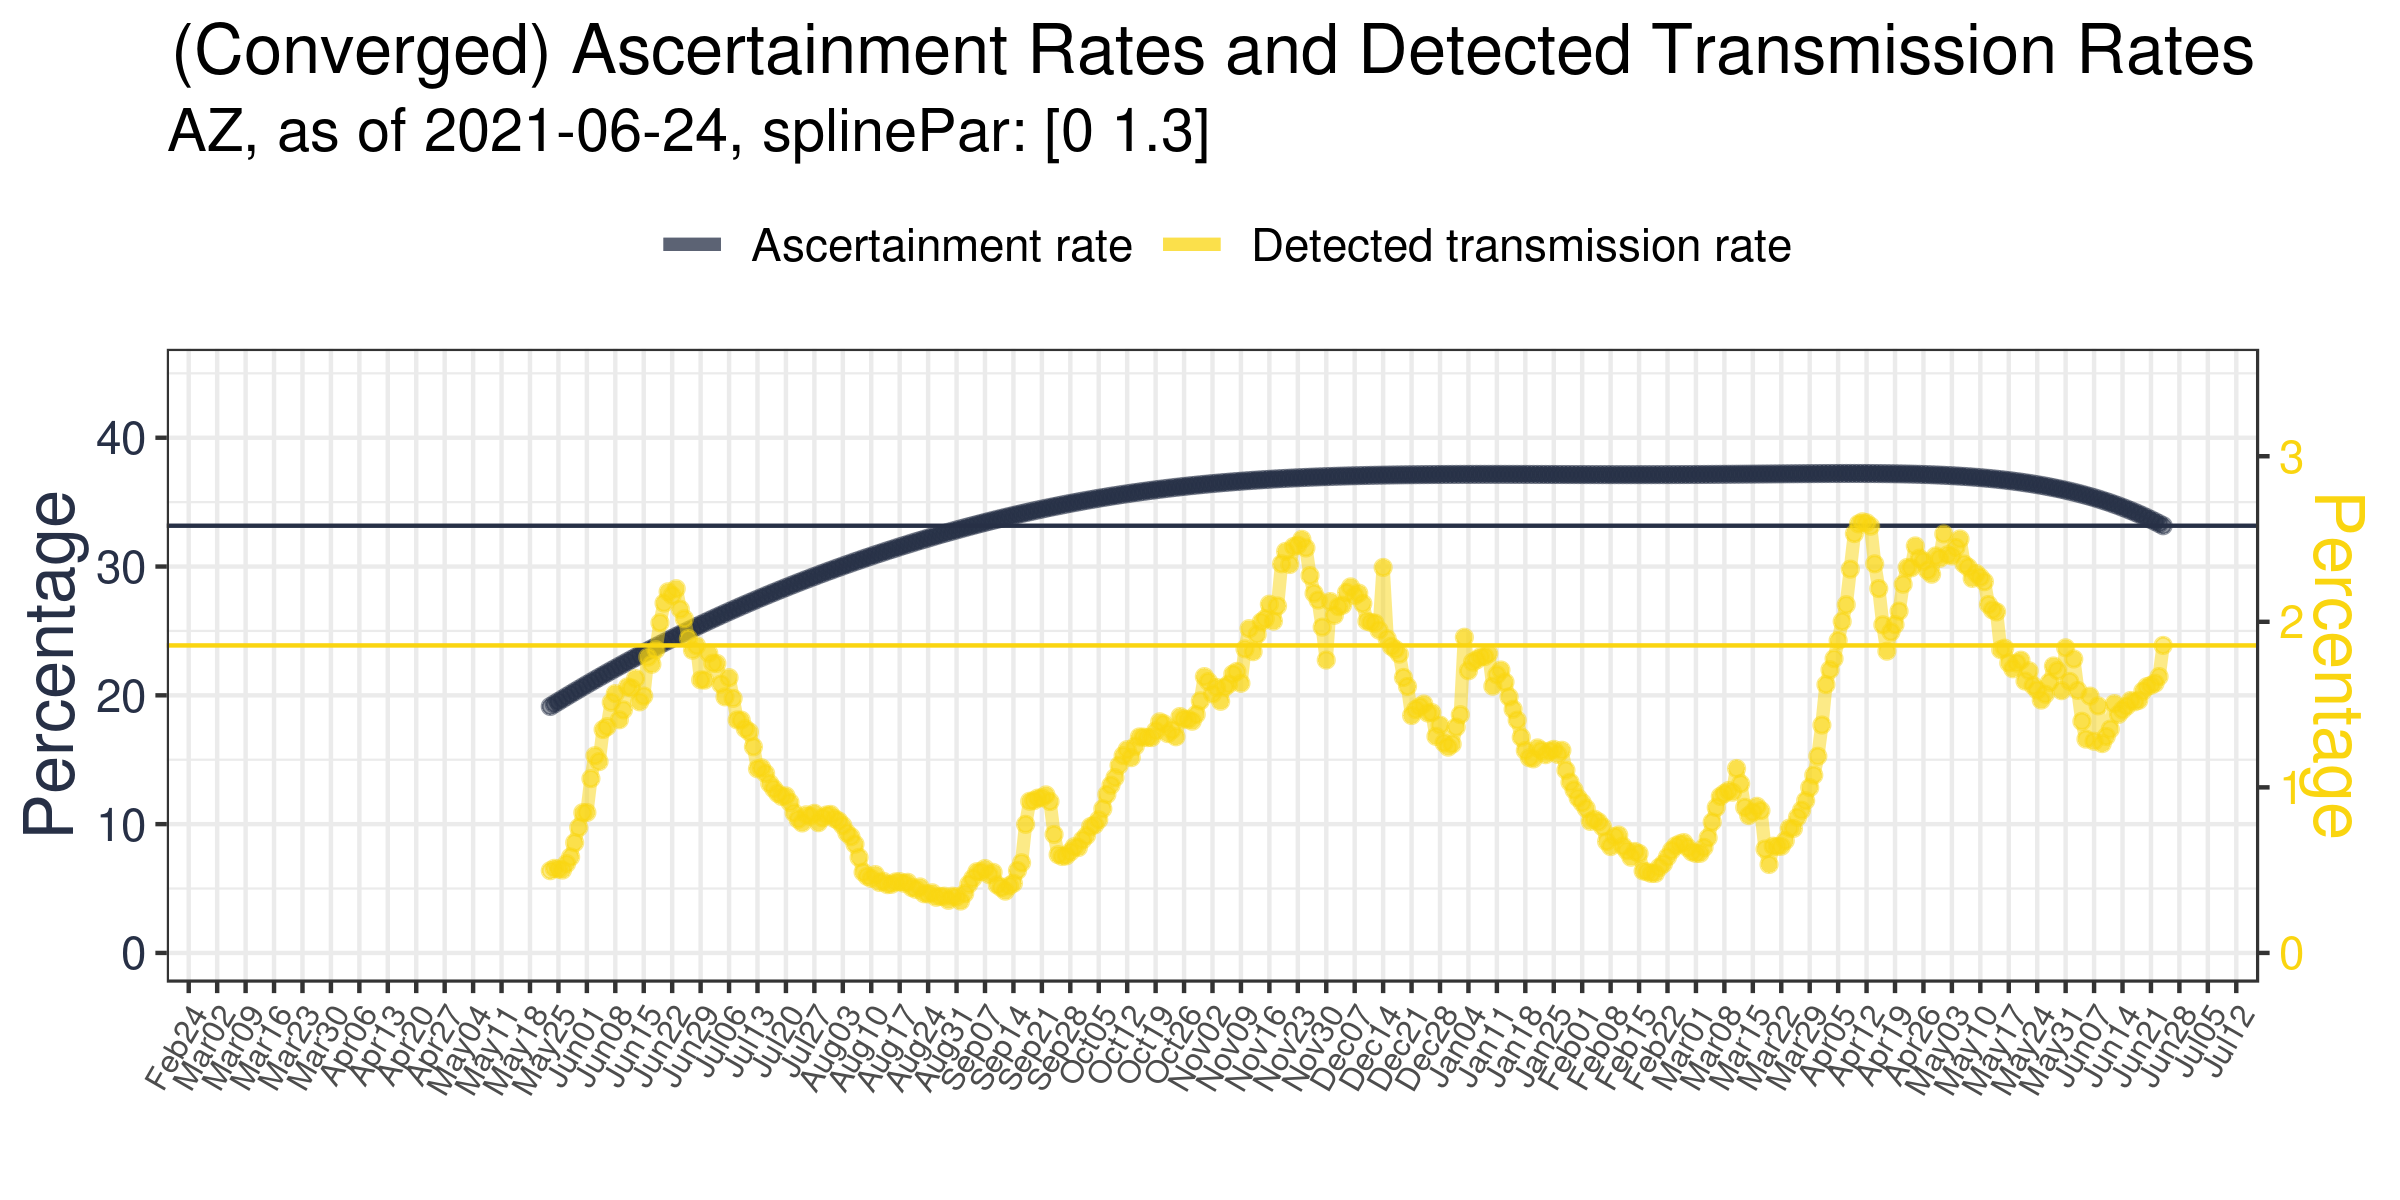 (Converged) Ascertainment Rates and Detected Transmission Rates
AZ, as of 2021-06-24, splinePar: [0 1.3]
Ascertainment rate Detected transmission rate
Percentage
40
30
20
10
0
3
2
1
0
Percentage
Feb24 Mar02 Mar09 Mar16 Mar23 Mar30 Apr06 Apr13 Apr20 Apr27 May04 May11 May18 May25 Jun01 Jun08 Jun15 Jun22 Jun29 Jul06 Jul13 Jul20 Jul27 Aug03 Aug10 Aug17 Aug24 Aug31 Sep07 Sep14 Sep21 Sep28 Oct05 Oct12 Oct19 Oct26 Nov02 Nov09 Nov16 Nov23 Nov30 Dec07 Dec14 Dec21 Dec28 Jan04 Jan11 Jan18 Jan25 Feb01 Feb08 Feb15 Feb22 Mar01 Mar08 Mar15 Mar22 Mar29 Apr05 Apr12 Apr19 Apr26 May03 May10 May17 May24 May31 Jun07 Jun14 Jun21 Jun28 Jul05 Jul12